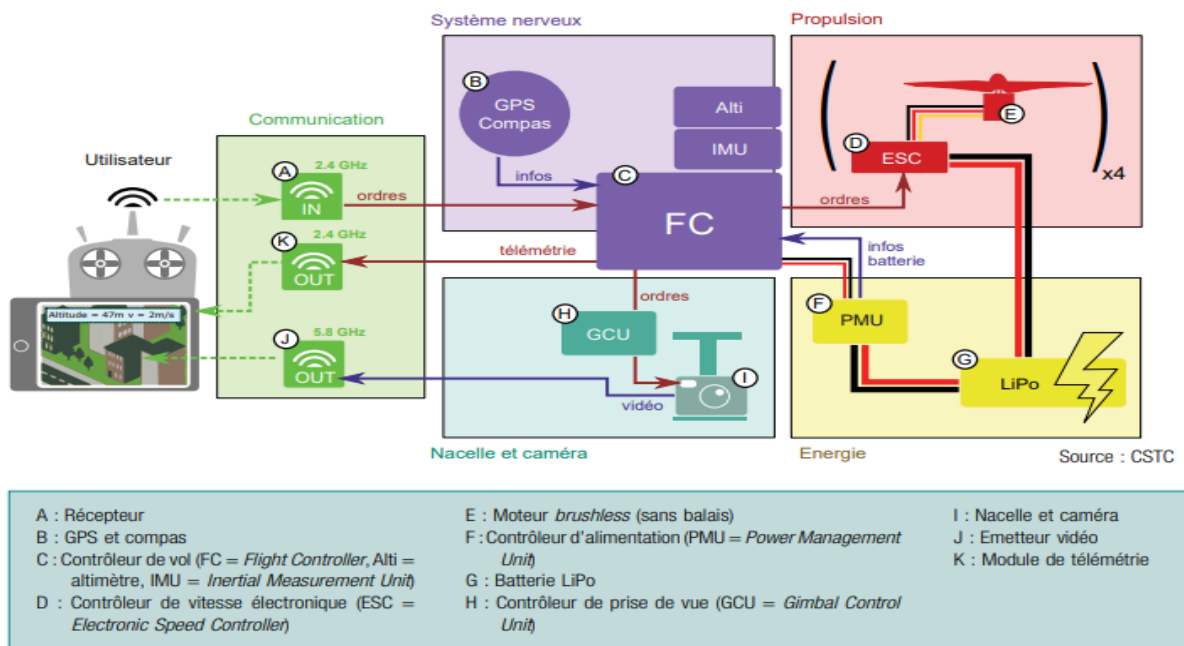 Système nerveux
Propulsion
B
GPS
Compas
Alti
IMU
E
D
ESC
x4
Communication
Utilisateur
2.4 GHz
A
IN
ordres
infos
C
FC
ordres
2.4 GHz
K
OUT
télémétrie
infos
batterie
Altitude = 47m v = 2m/s
5.8 GHz
J
OUT
ordres
H
GCU
I
vidéo
F
PMU
G
LiPo
Nacelle et caméra
Energie
Source : CSTC
A : Récepteur
B : GPS et compas
C : Contrôleur de vol (FC = Flight Controller, Alti =
altimètre, IMU = Inertial Measurement Unit)
D : Contrôleur de vitesse électronique (ESC =
Electronic Speed Controller)
E : Moteur brushless (sans balais)
F : Contrôleur d'alimentation (PMU = Power Management
Unit)
G : Batterie LiPo
H : Contrôleur de prise de vue (GCU = Gimbal Control
Unit)
I : Nacelle et caméra
J : Emetteur vidéo
K : Module de télémétrie